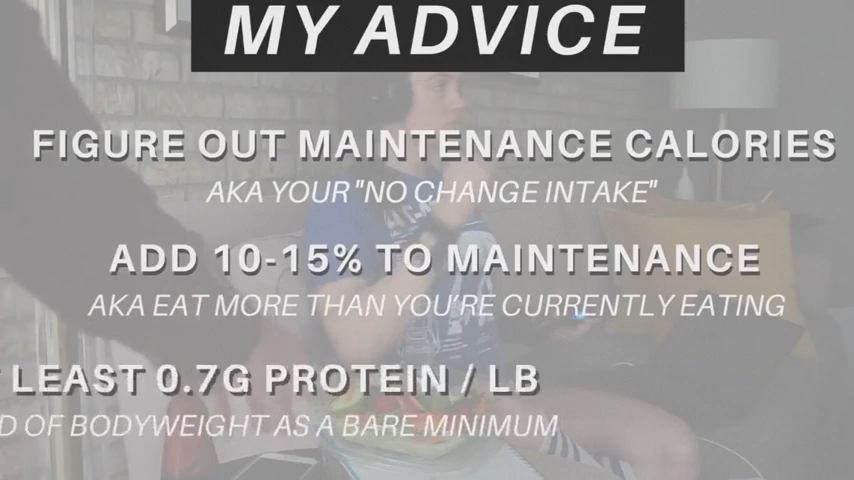 MY ADVICE
FIGURE OUT MAINTENANCE CALORIES
AKA YOUR "NO CHANGE INTAKE"
ADD 10-15% TO MAINTENANCE
AKA EAT MORE THAN YOU'RE CURRENTLY EATING
LEAST 0.7G PROTEIN / LB
OF BODYWEIGHT AS A BARE MINIMUM